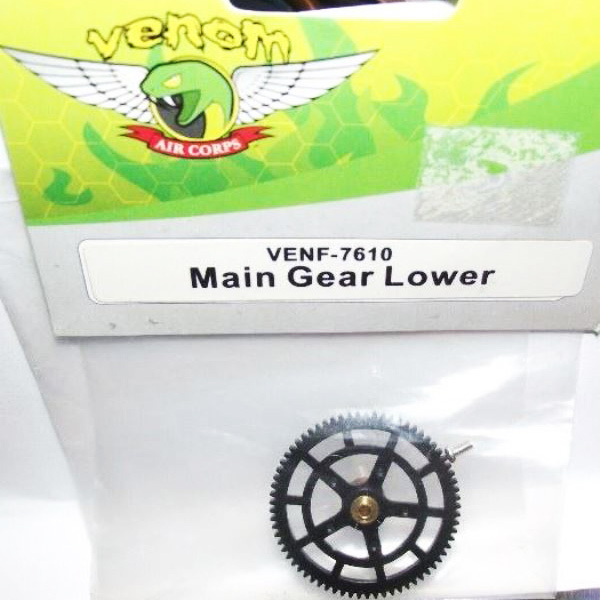 venom
AIR CORPS
VENF-7610
Main Gear Lower